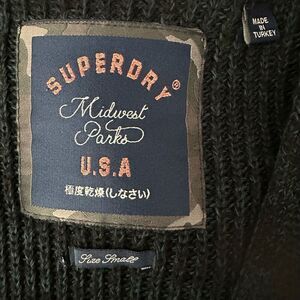 SUPERDRY®
Midwest
Parks
U.S.A
極度乾燥(しなさい)
Size Small
MADE
IN
TURKEY